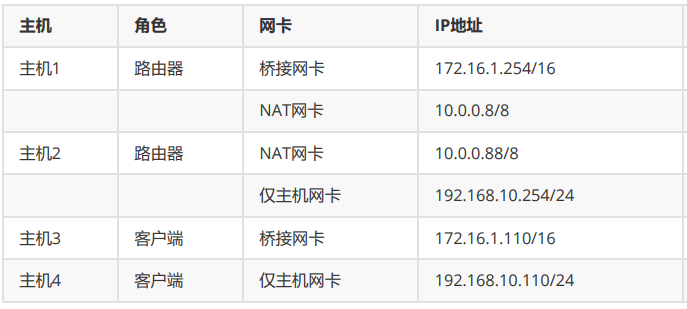 主机 角色 网卡 IP地址
主机1 路由器 桥接网卡 172.16.1.254/16
NAT网卡 10.0.0.8/8
主机2 路由器 NAT网卡 10.0.0.88/8
仅主机网卡 192.168.10.254/24
主机3 客户端 桥接网卡 172.16.1.110/16
主机4 客户端 仅主机网卡 192.168.10.110/24